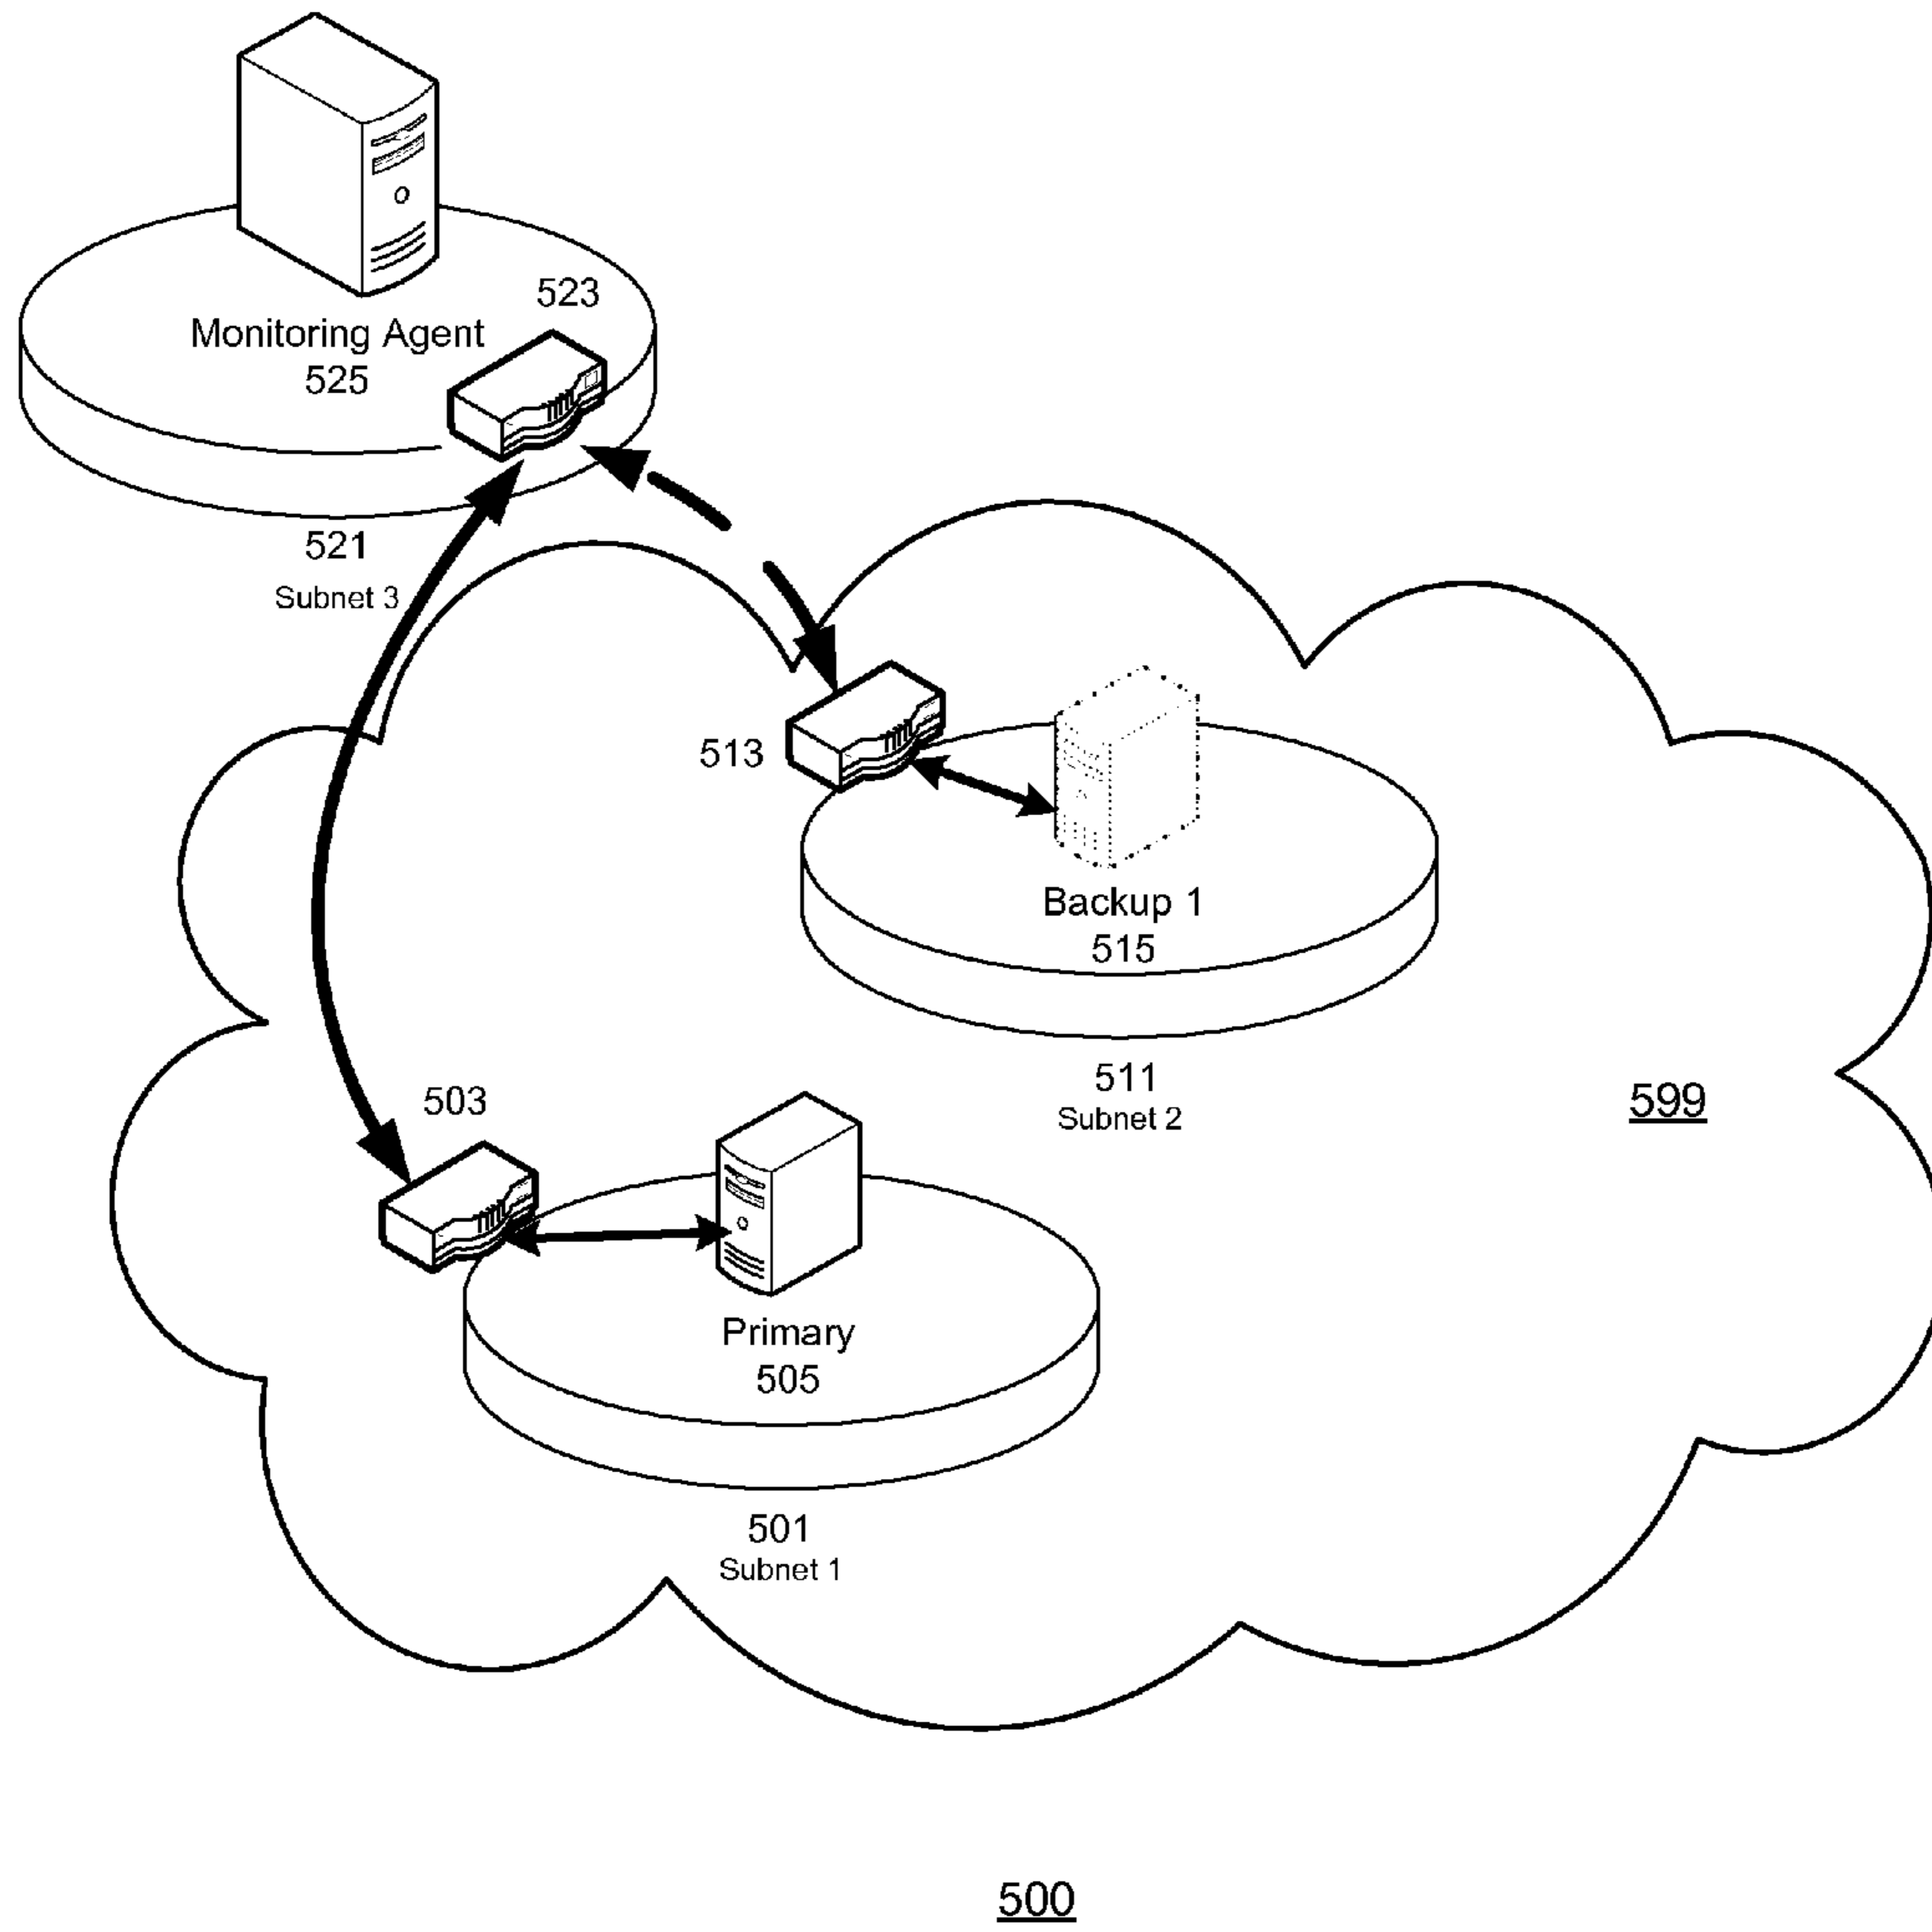 523
Monitoring Agent
525
521
Subnet 3
513
Backup 1
515
511
Subnet 2
599
503
Primary
505
501
Subnet 1
500